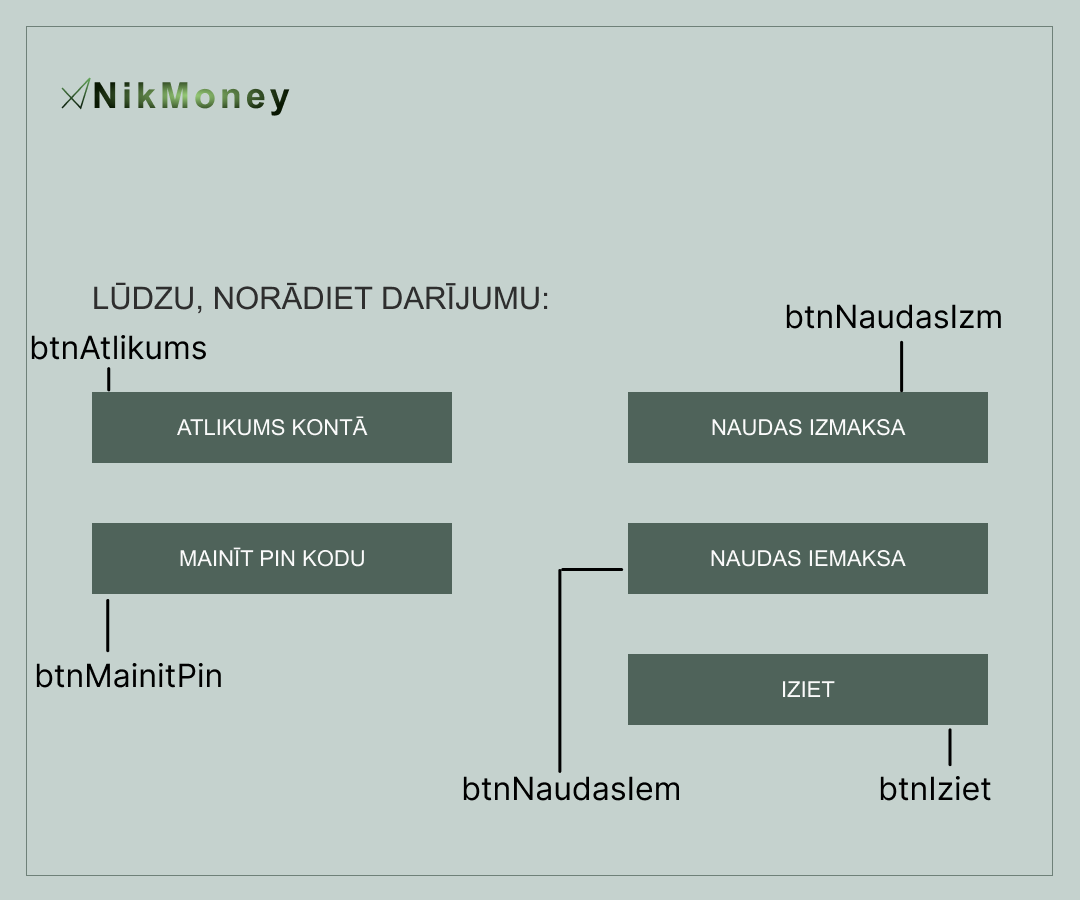 NikMoney
LŪDZU, NORĀDIET DARĪJUMU:
btnNaudasIzm
btnAtlikums
ATLIKUMS KONTĀ
NAUDAS IZMAKSA
MAINĪT PIN KODU
NAUDAS IEMAKSA
btnMainitPin
IZIET
btnNaudasIem
btnIziet